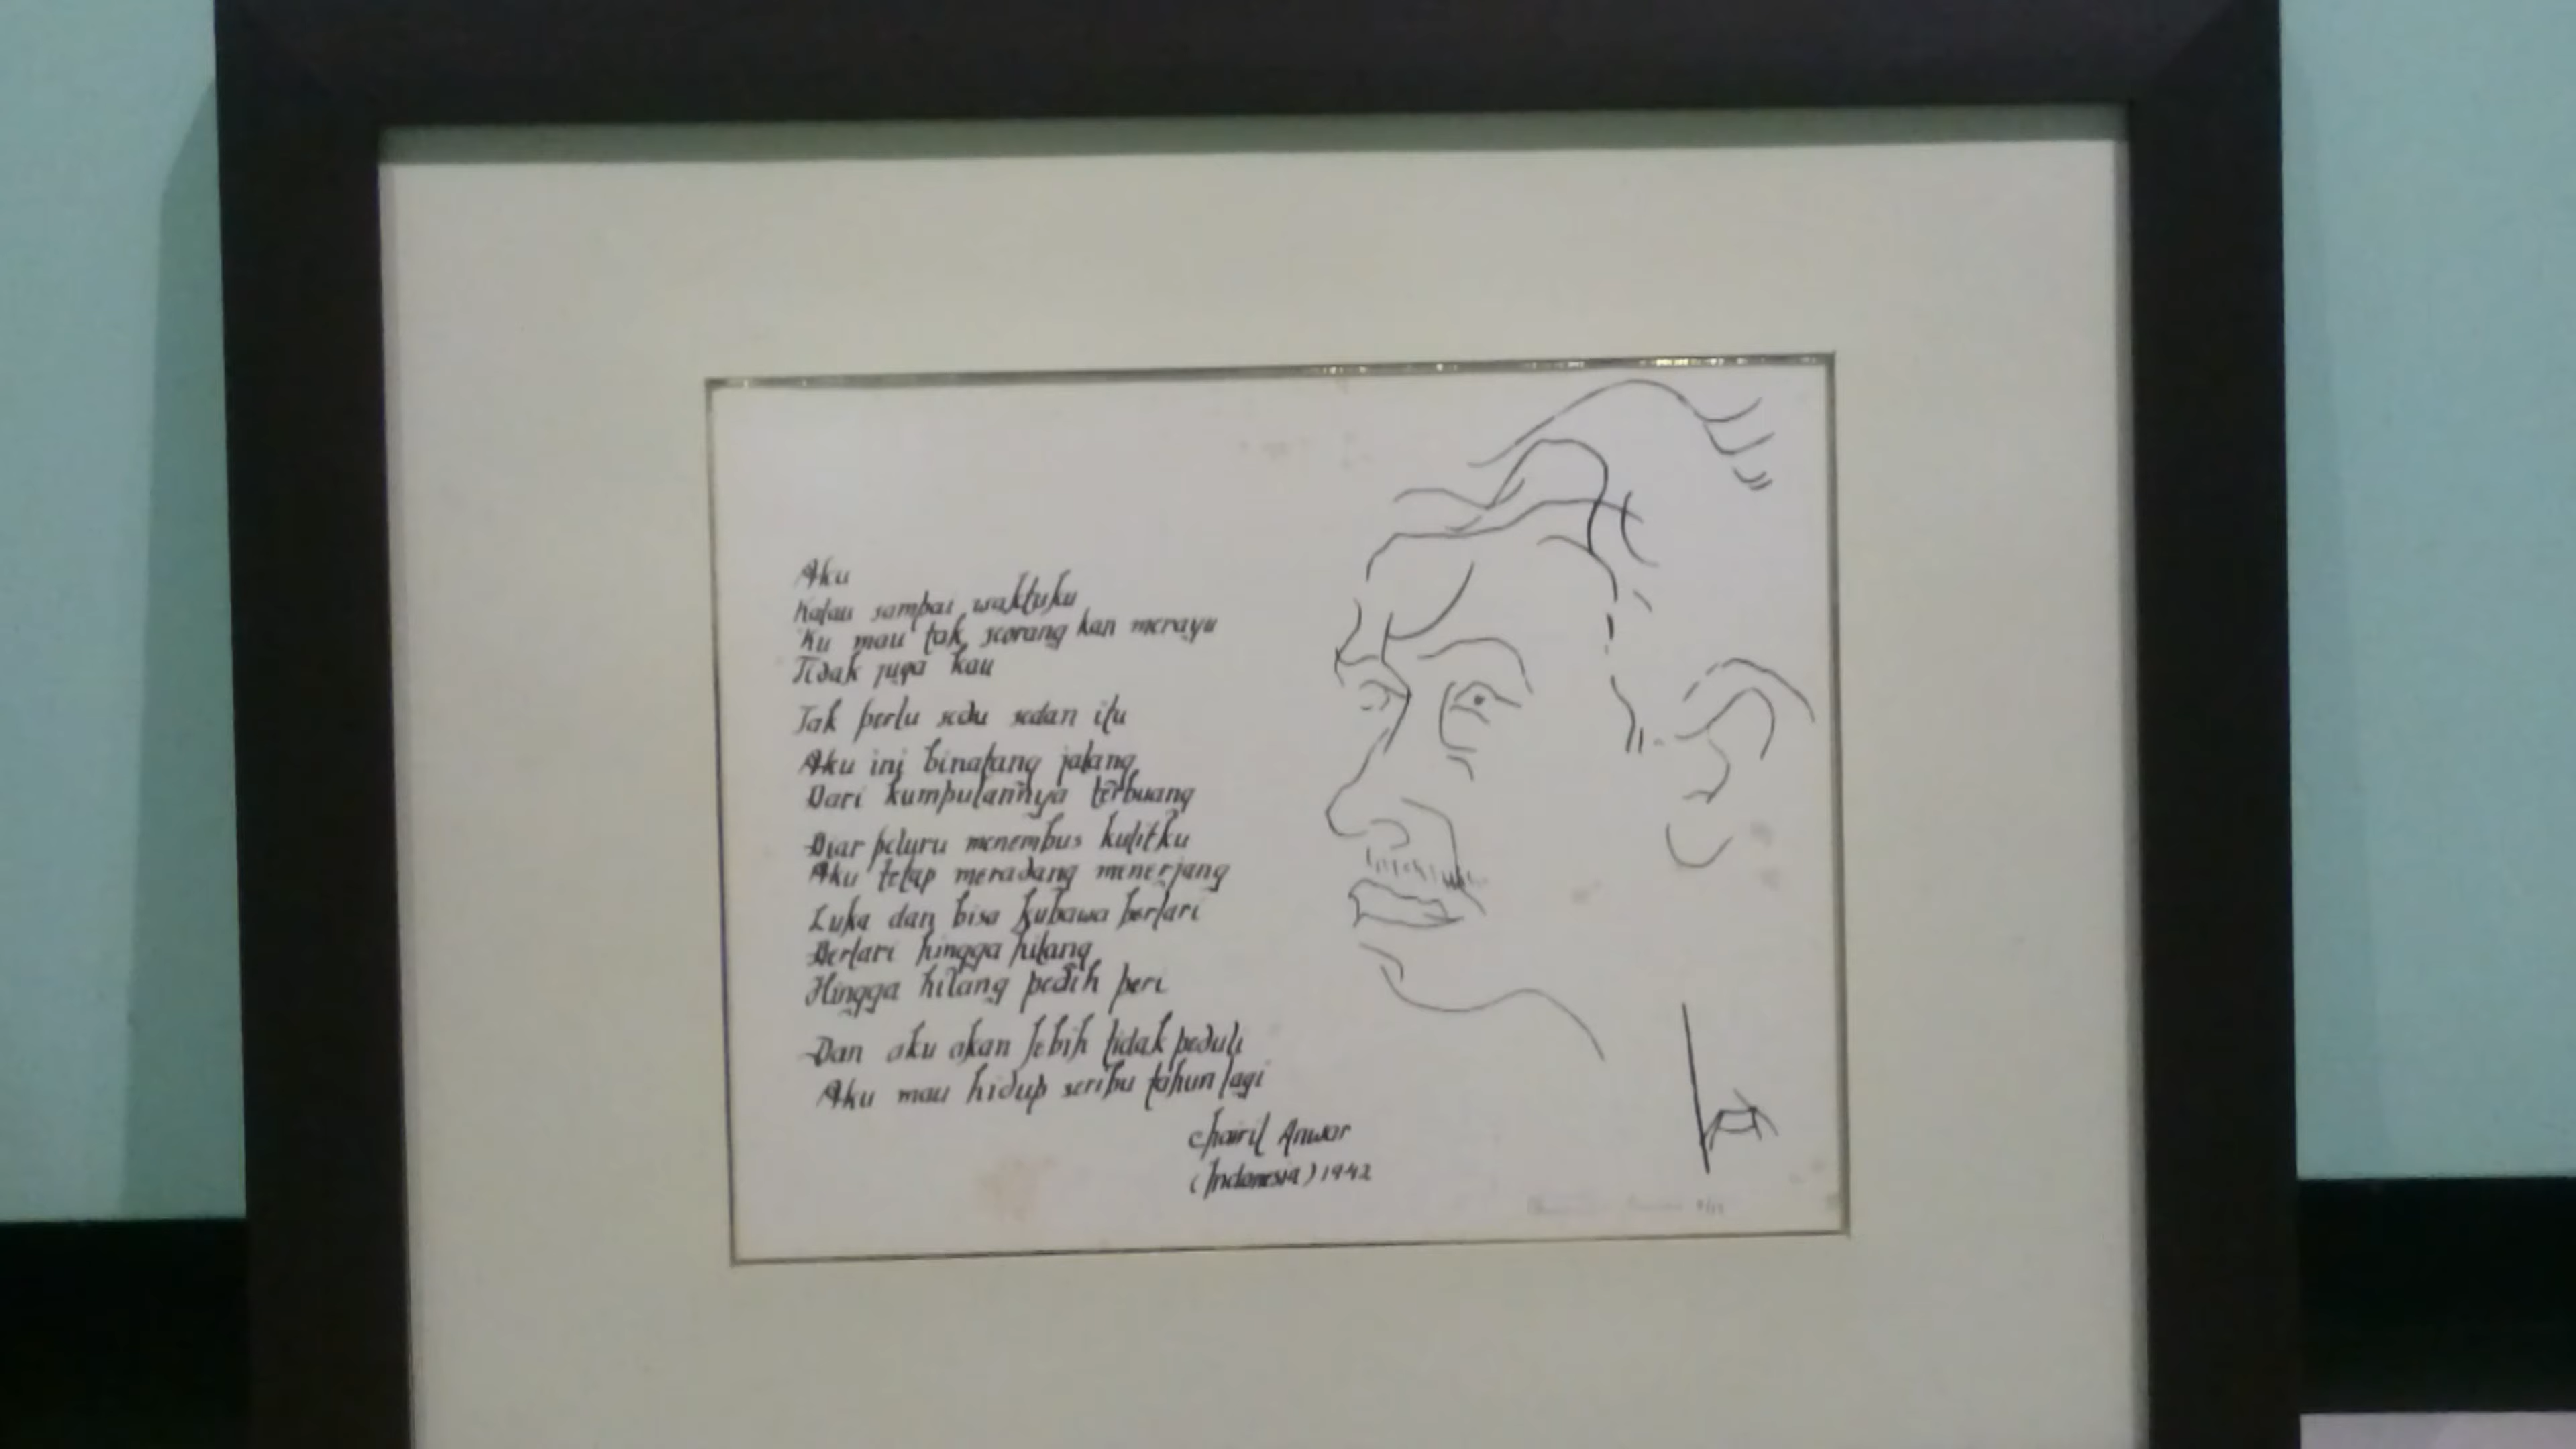 Aku
Kalau sampai waktuku
Ku mau tak seorang kan merayu
Tidak juga kau
Tak perlu sedu sedan itu
Aku ini binatang jalang
Dari kumpulannya terbuang
Biar peluru menembus kulitku
Aku tetap meradang menerjang
Luka dan bisa kubawa berlari
Berlari hingga hilang
Hingga hilang pedih peri
Dan aku akan lebih tidak peduli
Aku mau hidup seribu tahun lagi
Chairil Anwar
(Indonesia) 1942